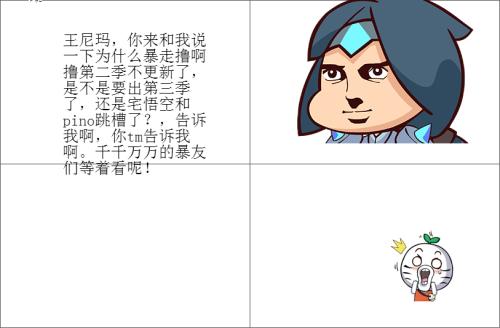 王尼玛，你来和我说
一下为什么暴走撸啊
撸第二季不更新了，
是不是要出第三季
了，还是宅悟空和
pino跳槽了？，告诉
我啊，你tm告诉我
啊。千千万万的暴友
们等着看呢！